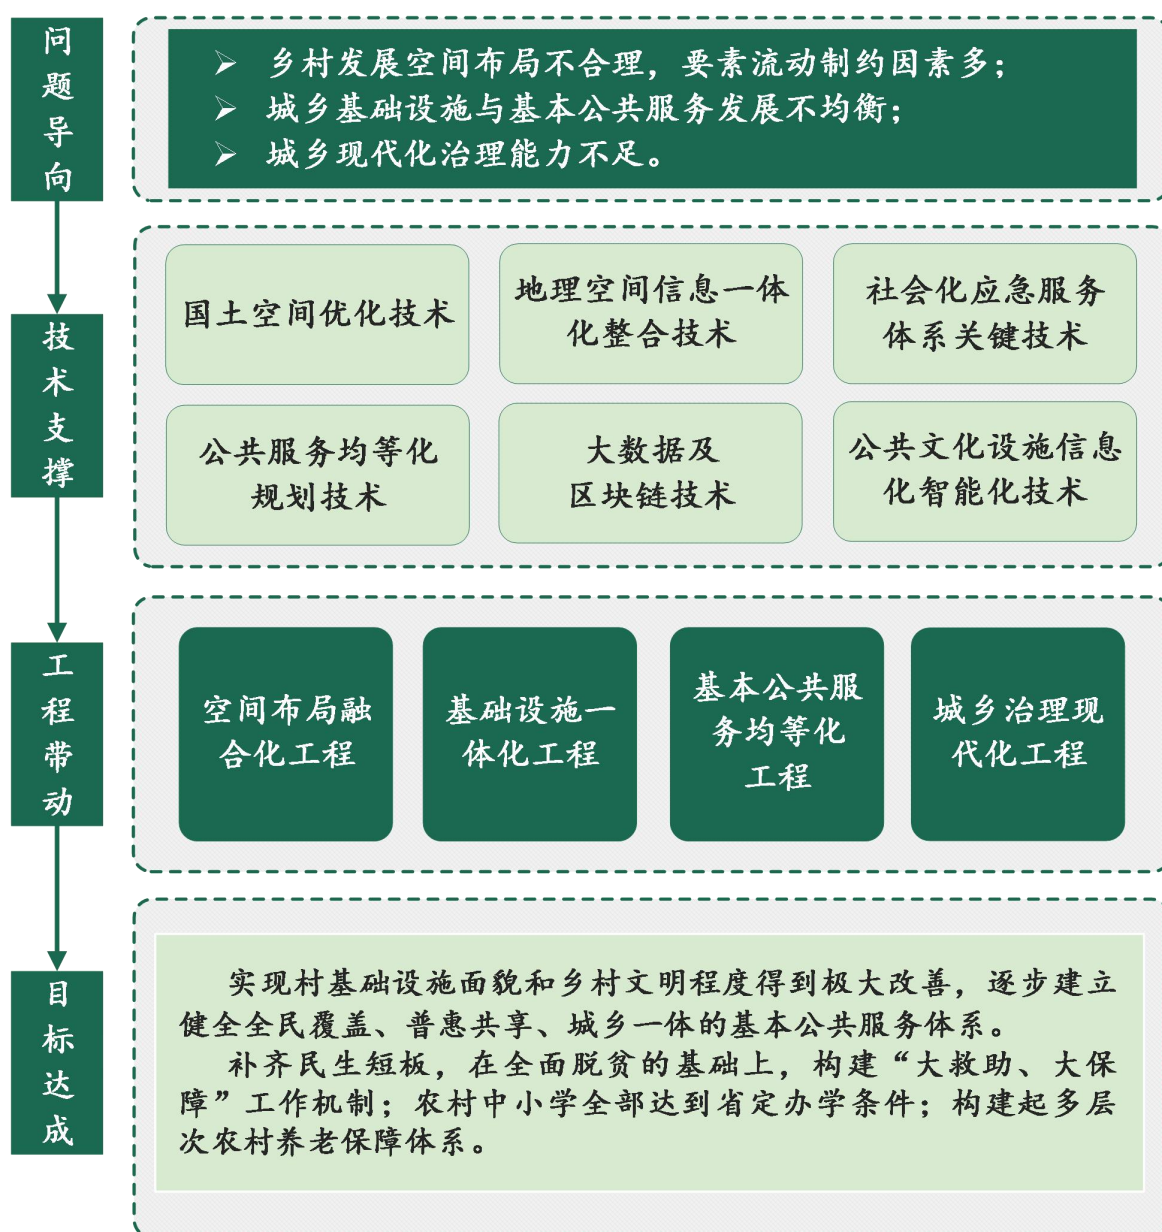 问题导向
➢ 乡村发展空间布局不合理，要素流动制约因素多；
➢ 城乡基础设施与基本公共服务发展不均衡；
➢ 城乡现代化治理能力不足。
技术支撑
国土空间优化技术
地理空间信息一体
化整合技术
社会化应急服务
体系关键技术
公共服务均等化
规划技术
大数据及
区块链技术
公共文化设施信息
化智能化技术
工程带动
空间布局融
合化工程
基础设施一
体化工程
基本公共服
务均等化
工程
城乡治理现
代化工程
目标达成
实现村基础设施面貌和乡村文明程度得到极大改善，逐步建立
健全全民覆盖、普惠共享、城乡一体的基本公共服务体系。
补齐民生短板，在全面脱贫的基础上，构建“大救助、大保
障”工作机制；农村中小学全部达到省定办学条件；构建起多层
次农村养老保障体系。